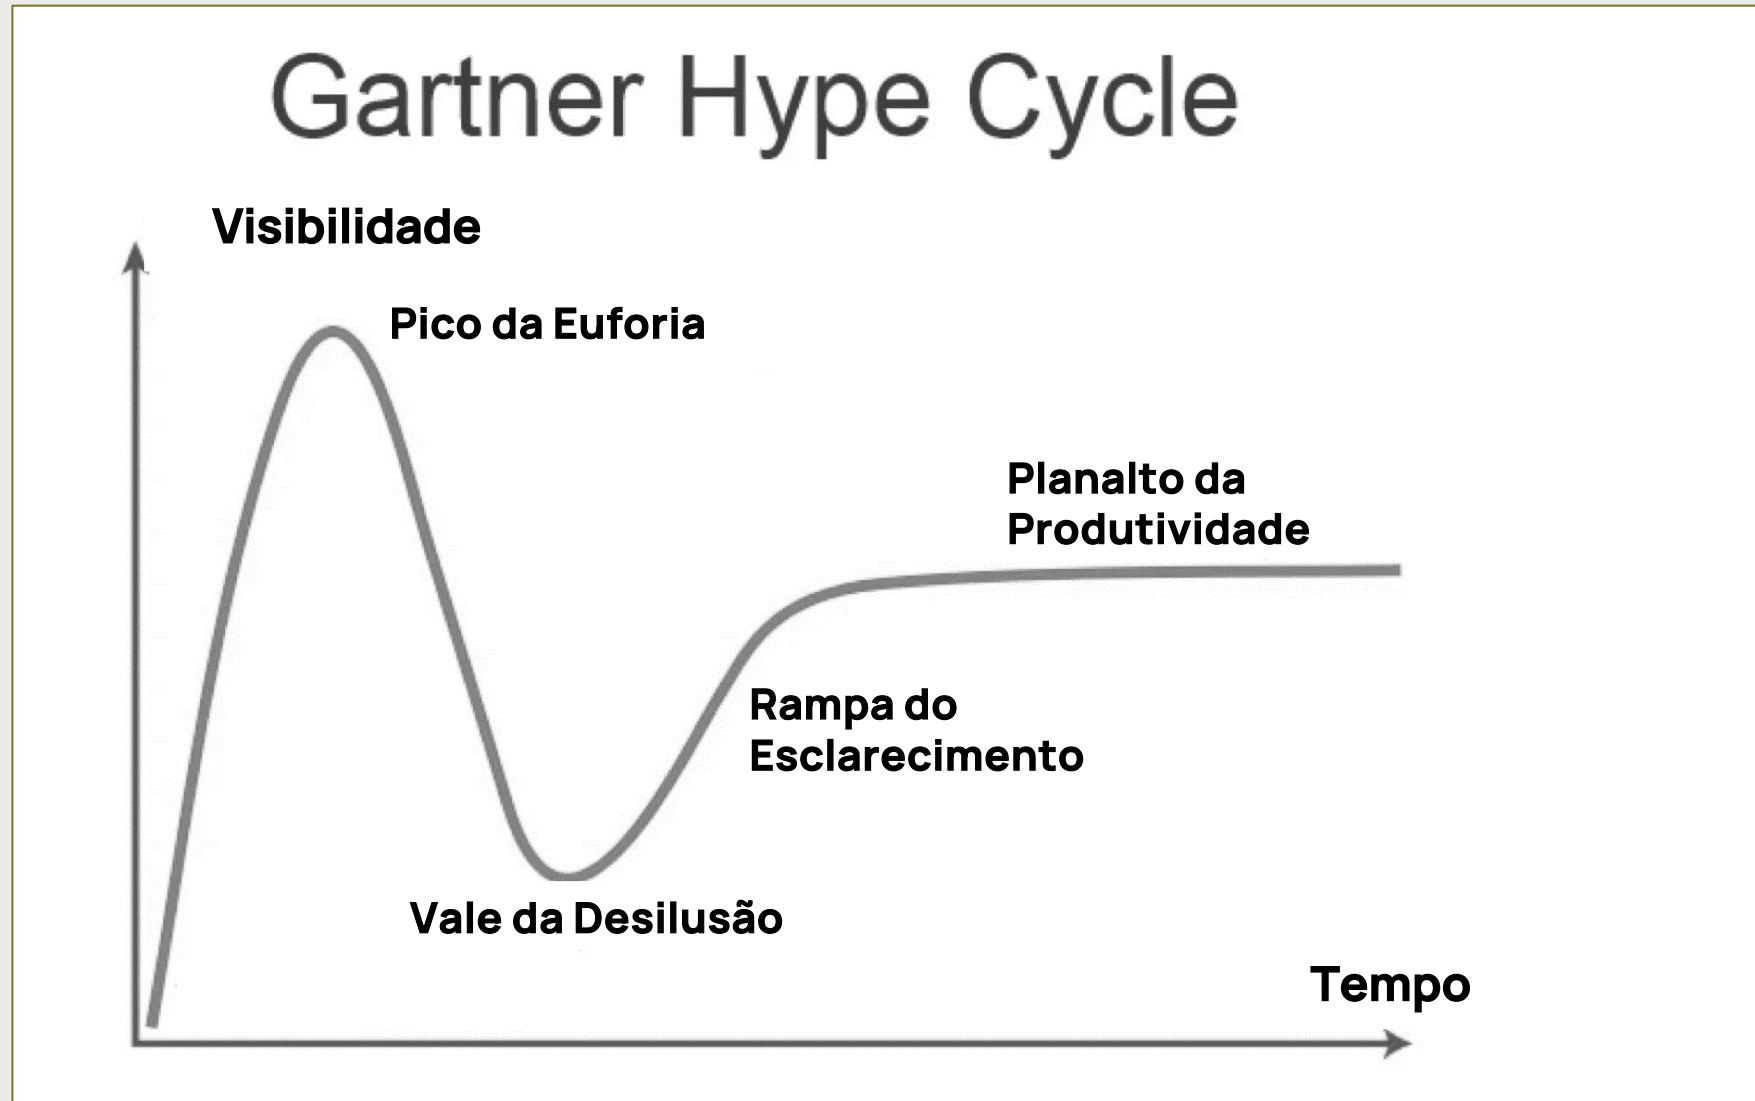 Gartner Hype Cycle
Visibilidade
Pico da Euforia
Planalto da
Produtividade
Rampa do
Esclarecimento
Vale da Desilusão
Tempo